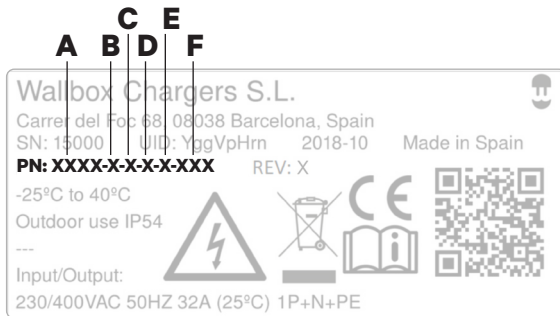 C E
A B D F
Wallbox Chargers S.L.
Carrer del Foc 68, 08038 Barcelona, Spain
SN: 15000 UID: YggVpHrn 2018-10 Made in Spain
PN: XXXX-X-X-X-X-XXX REV: X
-25ºC to 40ºC
Outdoor use IP54
---
Input/Output:
230/400VAC 50HZ 32A (25ºC) 1P+N+PE
CE
i